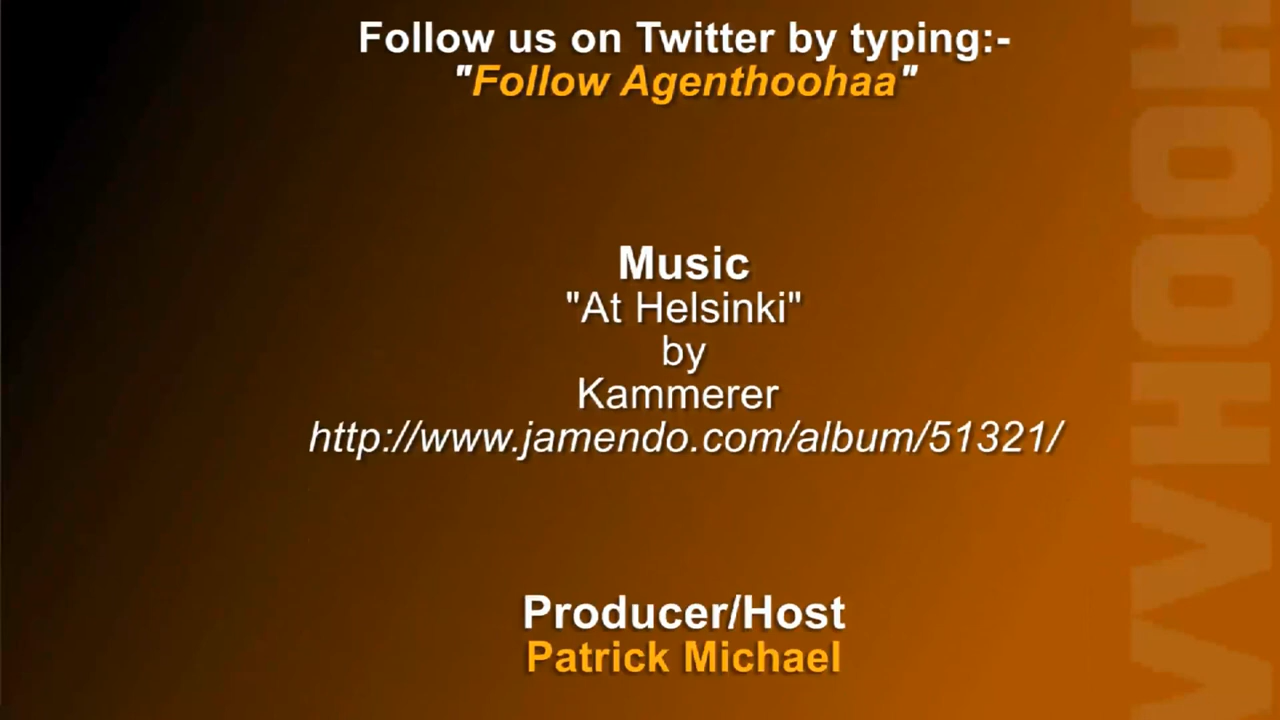 Follow us on Twitter by typing:-
"Follow Agenthoohaa"
Music
"At Helsinki"
by
Kammerer
http://www.jamendo.com/album/51321/
Producer/Host
Patrick Michael
WHOOH